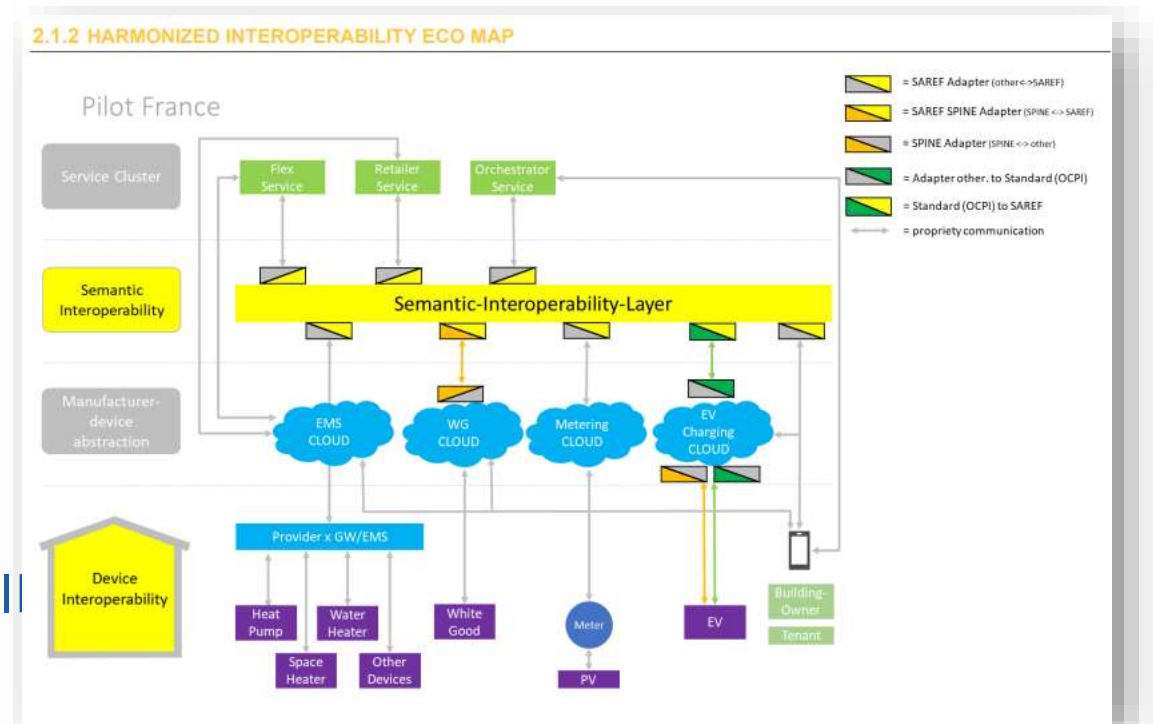 2.1.2 HARMONIZED INTEROPERABILITY ECO MAP
Pilot France
= SAREF Adapter (other<->SAREF)
= SAREF SPINE Adapter (SPINE <-> SAREF)
= SPINE Adapter (SPINE <-> other)
= Adapter other. to Standard (OCPI)
= Standard (OCPI) to SAREF
= propriety communication
Service Cluster
Flex
Service
Retailer
Service
Orchestrator
Service
Semantic
Interoperability
Semantic-Interoperability-Layer
Manufacturer-
device
abstraction
EMS
CLOUD
WG
CLOUD
Metering
CLOUD
EV
Charging
CLOUD
Device
Interoperability
Provider x GW/EMS
Heat
Pump
Water
Heater
Space
Heater
Other
Devices
White
Good
Meter
PV
EV
Building-
Owner
Tenant